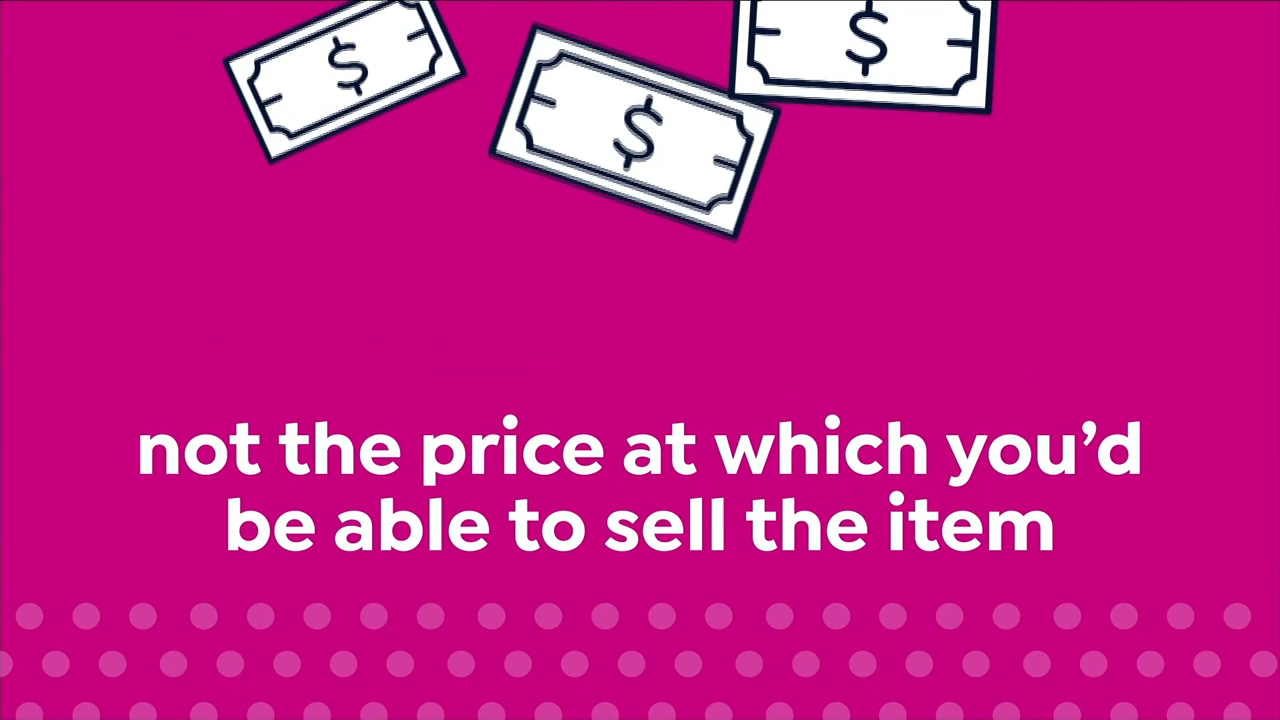 $
$
$
not the price at which you’d
be able to sell the item